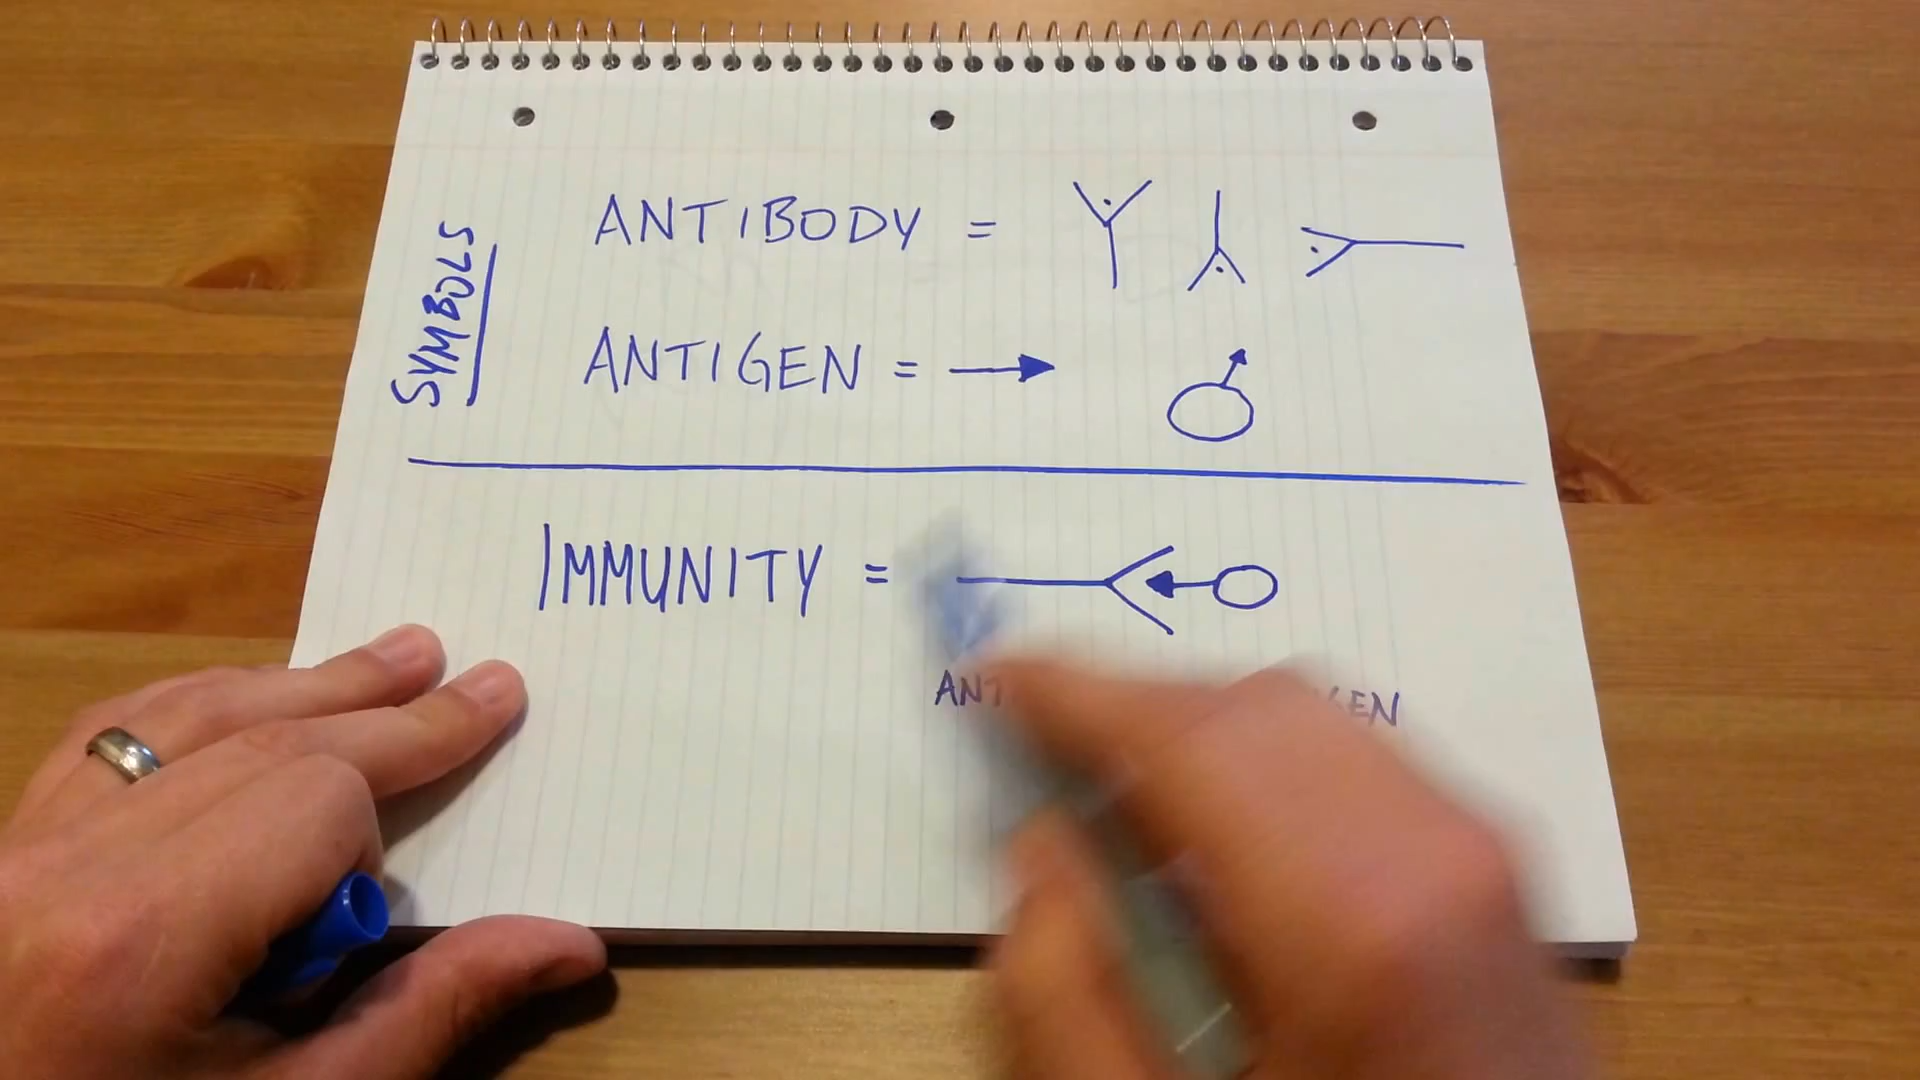 SYMBOLS
ANTIBODY =
ANTIGEN =
IMMUNITY =